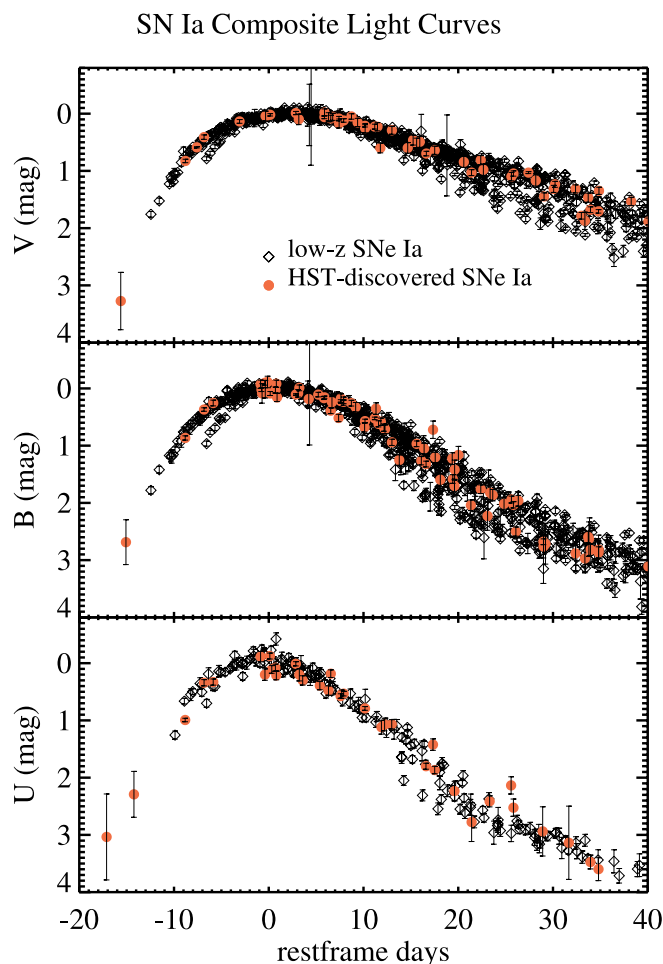 SN Ia Composite Light Curves
V (mag)
0
1
2
3
4
low-z SNe Ia
HST-discovered SNe Ia
B (mag)
0
1
2
3
4
U (mag)
0
1
2
3
4
-20 -10 0 10 20 30 40
restframe days